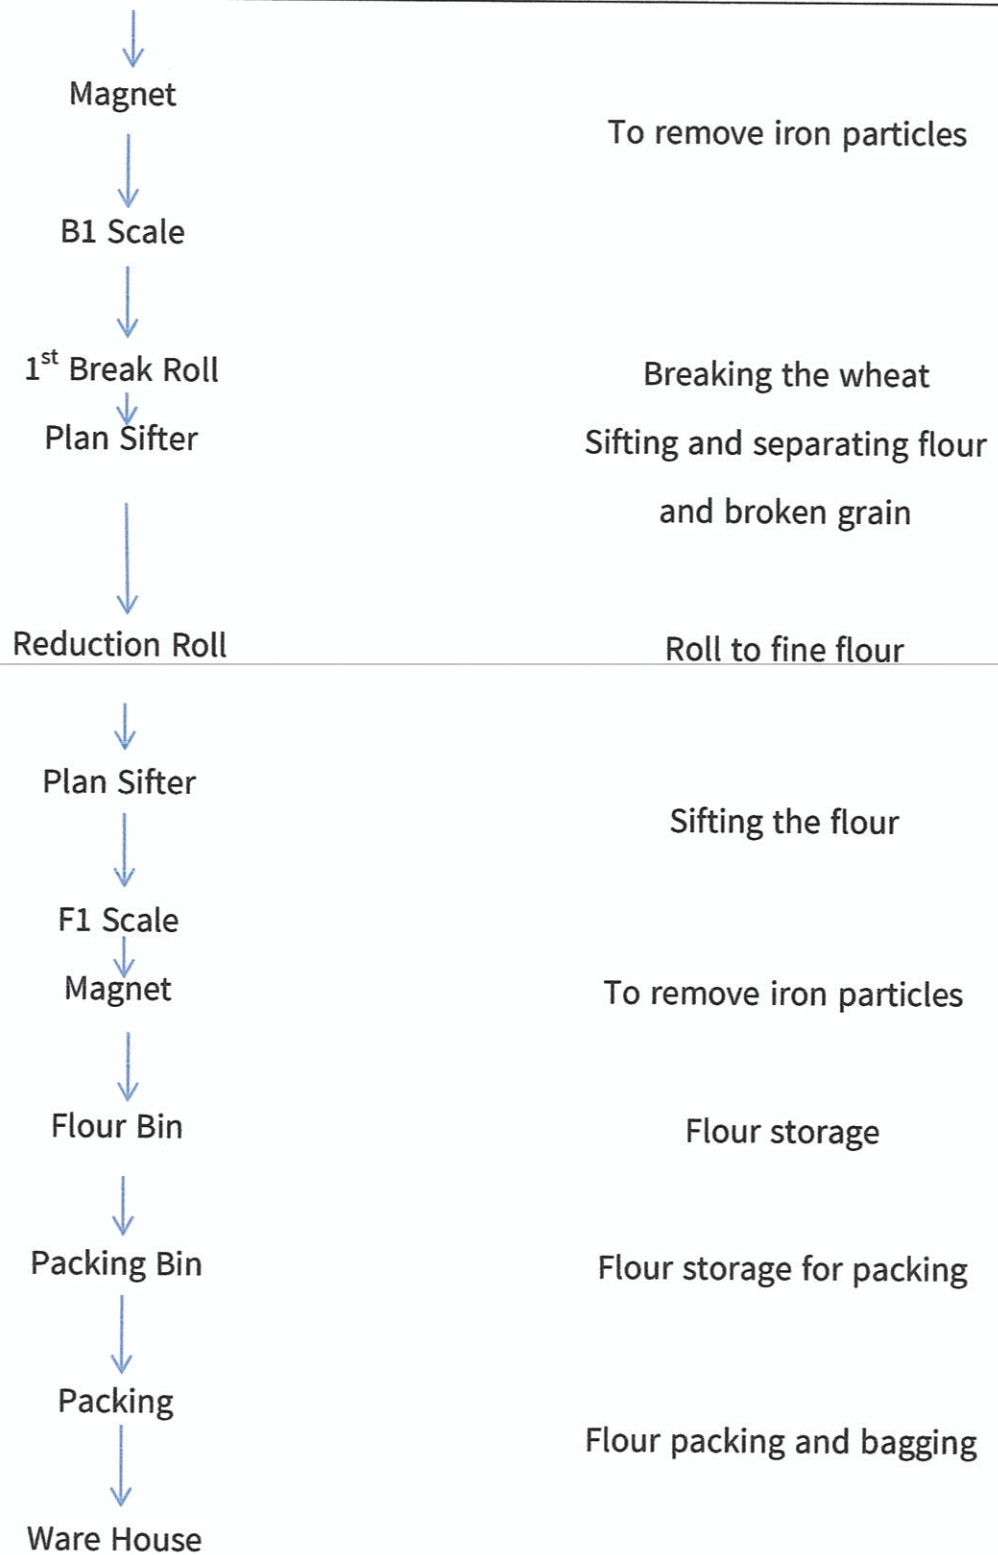 Magnet
To remove iron particles
B1 Scale
1st Break Roll
Breaking the wheat
Plan Sifter
Sifting and separating flour
and broken grain
Reduction Roll
Roll to fine flour
Plan Sifter
Sifting the flour
F1 Scale
Magnet
To remove iron particles
Flour Bin
Flour storage
Packing Bin
Flour storage for packing
Packing
Flour packing and bagging
Ware House